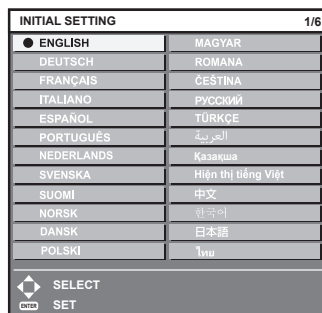 INITIAL SETTING 1/6
ENGLISH MAGYAR
DEUTSCH ROMANA
FRANÇAIS ČEŠTINA
ITALIANO РУССКИЙ
ESPAÑOL TÜRKÇE
PORTUGUÊS العربية
NEDERLANDS Қазақша
SVENSKA Hiện thị tiếng Việt
SUOMI 中文
NORSK 한국어
DANSK 日本語
POLSKI ไทย
SELECT
ENTER SET